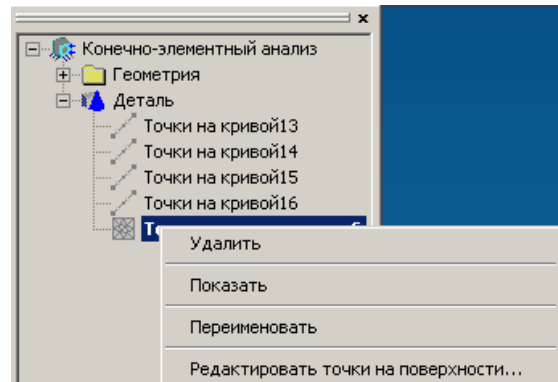 Конечно-элементный анализ
Геометрия
Деталь
Точки на кривой13
Точки на кривой14
Точки на кривой15
Точки на кривой16
Удалить
Показать
Переименовать
Редактировать точки на поверхности...